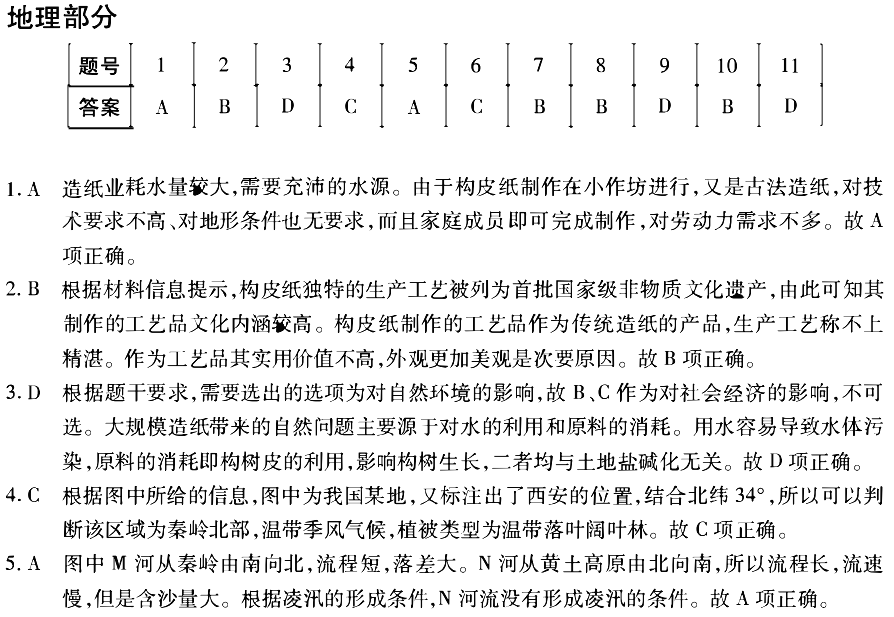 地理部分
题号 1 2 3 4 5 6 7 8 9 10 11
答案 A B D C A C B B D B D
1. A 造纸业耗水量较大,需要充沛的水源。由于构皮纸制作在小作坊进行,又是古法造纸,对技
术要求不高、对地形条件也无要求,而且家庭成员即可完成制作,对劳动力需求不多。故 A
项正确。
2. B 根据材料信息提示,构皮纸独特的生产工艺被列为首批国家级非物质文化遗产,由此可知其
制作的工艺品文化内涵较高。构皮纸制作的工艺品作为传统造纸的产品,生产工艺称不上
精湛。作为工艺品其实用价值不高,外观更加美观是次要原因。故 B 项正确。
3. D 根据题干要求,需要选出的选项为对自然环境的影响,故 B、C 作为对社会经济的影响,不可
选。大规模造纸带来的自然问题主要源于对水的利用和原料的消耗。用水容易导致水体污
染,原料的消耗即构树皮的利用,影响构树生长,二者均与土地盐碱化无关。故 D 项正确。
4. C 根据图中所给的信息,图中为我国某地,又标注出了西安的位置,结合北纬 34°,所以可以判
断该区域为秦岭北部,温带季风气候,植被类型为温带落叶阔叶林。故 C 项正确。
5. A 图中 M 河从秦岭由南向北,流程短,落差大。N 河从黄土高原由北向南,所以流程长,流速
慢,但是含沙量大。根据凌汛的形成条件,N 河流没有形成凌汛的条件。故 A 项正确。